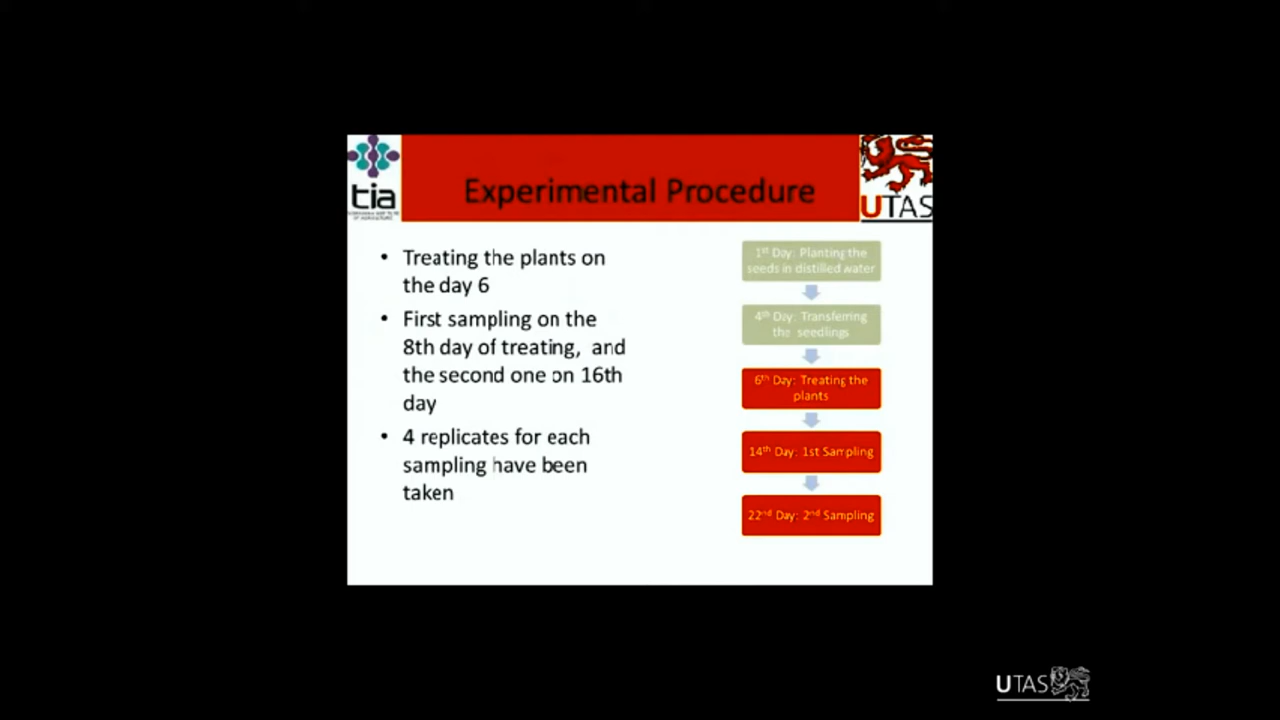 tia
Experimental Procedure
UTAS
• Treating the plants on
the day 6
• First sampling on the
8th day of treating, and
the second one on 16th
day
• 4 replicates for each
sampling have been
taken
1st Day: Planting the
seeds in distilled water
4th Day: Transferring
the seedlings
6th Day: Treating the
plants
14th Day: 1st Sampling
22nd Day: 2nd Sampling
UTAS